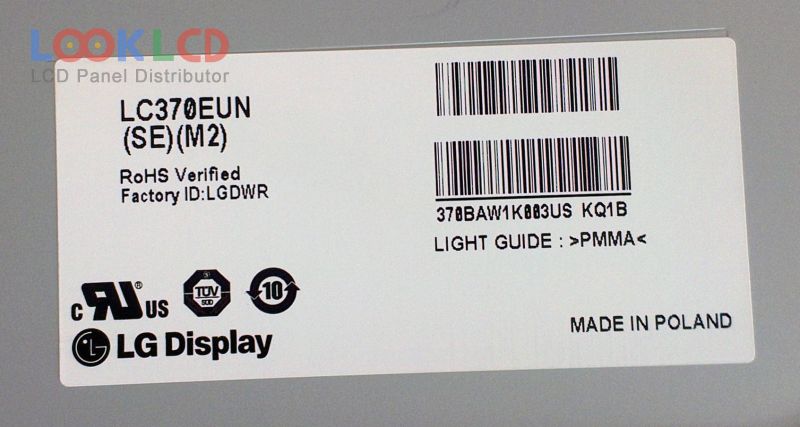 LOOKLCD
LCD Panel Distributor
LC370EUN
(SE)(M2)
RoHS Verified
Factory ID:LGDWR
370BAW1K003US KQ1B
LIGHT GUIDE : >PMMA<
c RU ® US
TÜV
10
LG Display
MADE IN POLAND